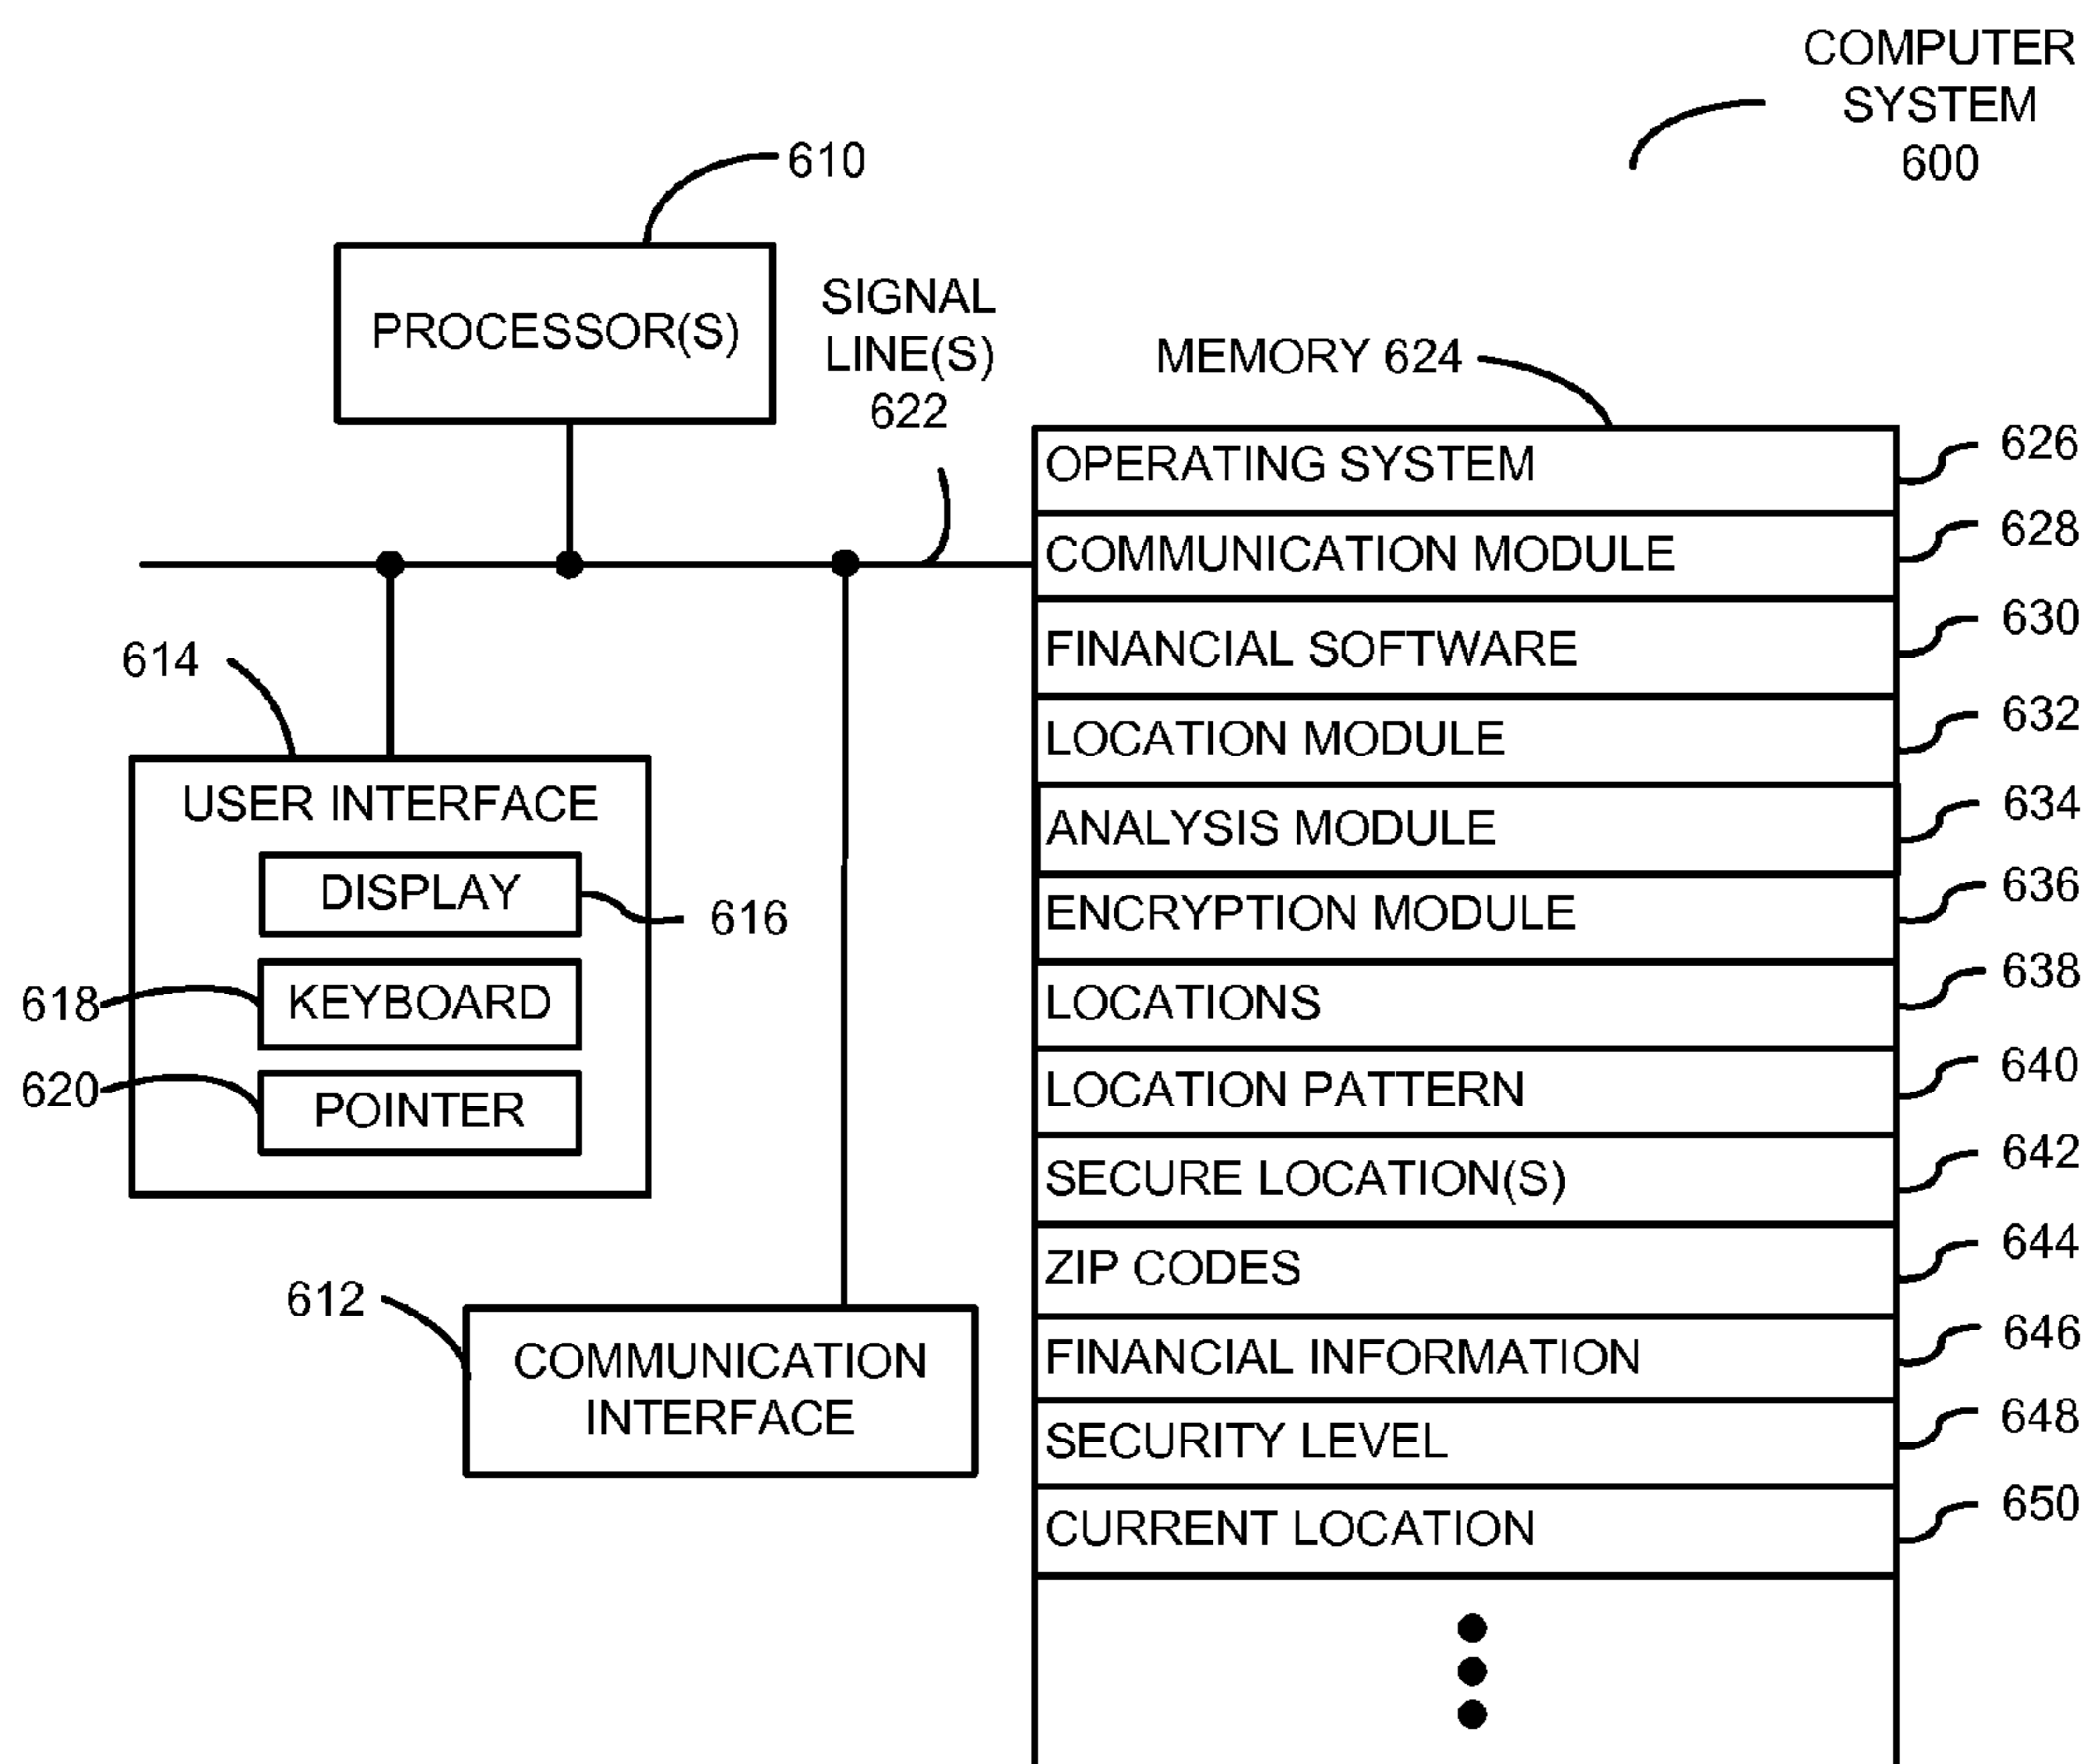 COMPUTER
SYSTEM
600
610
PROCESSOR(S)
SIGNAL
LINE(S)
622
MEMORY 624
OPERATING SYSTEM
626
COMMUNICATION MODULE
628
FINANCIAL SOFTWARE
630
LOCATION MODULE
632
ANALYSIS MODULE
634
ENCRYPTION MODULE
636
LOCATIONS
638
LOCATION PATTERN
640
SECURE LOCATION(S)
642
ZIP CODES
644
FINANCIAL INFORMATION
646
SECURITY LEVEL
648
CURRENT LOCATION
650
614
USER INTERFACE
DISPLAY
616
618
KEYBOARD
620
POINTER
612
COMMUNICATION
INTERFACE